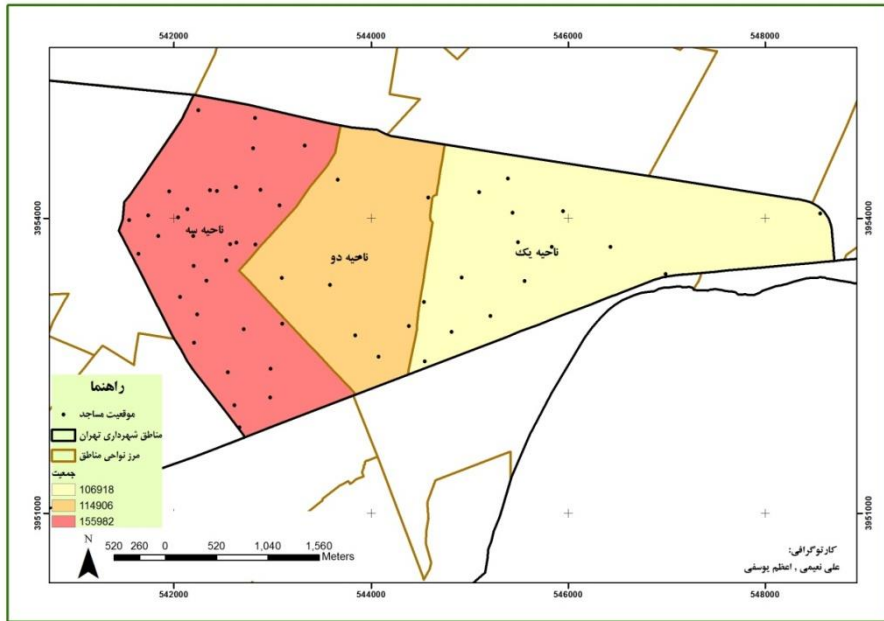 542000 544000 546000 548000
3954000 3954000
ناحیه سه
ناحیه دو
ناحیه یک
راهنما
موقعیت مساجد
مناطق شهرداری تهران
مرز نواحی مناطق
جمعیت
106918
114906
155982
3951000 3951000
N
520 260 0 520 1,040 1,560
Meters
کارتوگرافی:
علی نعیمی , اعظم یوسفی
542000 544000 546000 548000